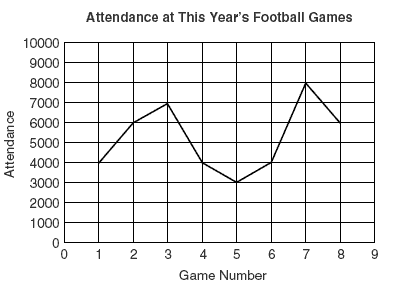 Attendance at This Year's Football Games
10000
9000
8000
7000
6000
5000
4000
3000
2000
1000
0
Attendance
0 1 2 3 4 5 6 7 8 9
Game Number